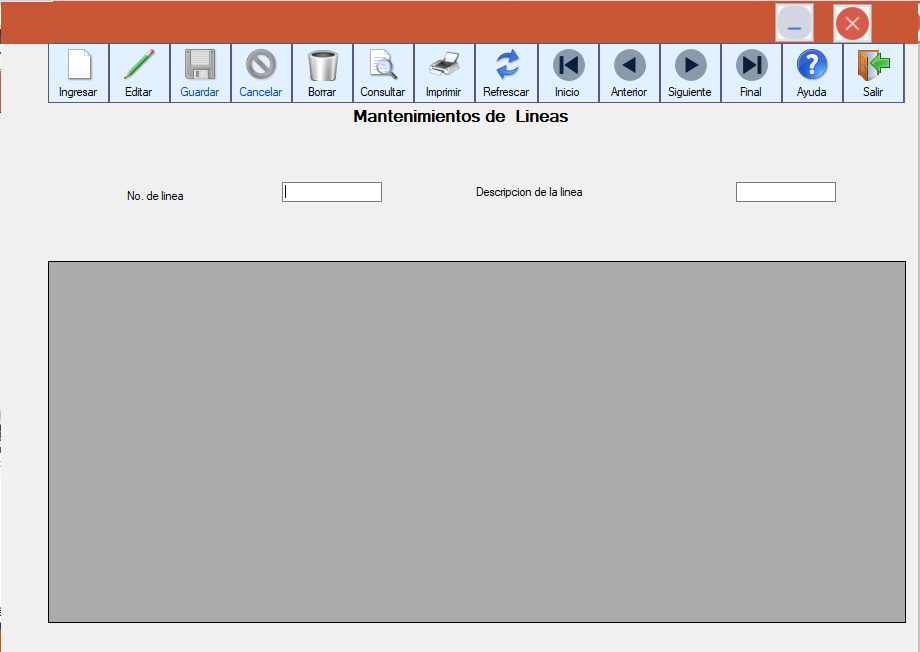 Ingresar Editar Guardar Cancelar Borrar Consultar Imprimir Refrescar Inicio Anterior Siguiente Final Ayuda Salir
Mantenimientos de Lineas
No. de linea Descripcion de la linea